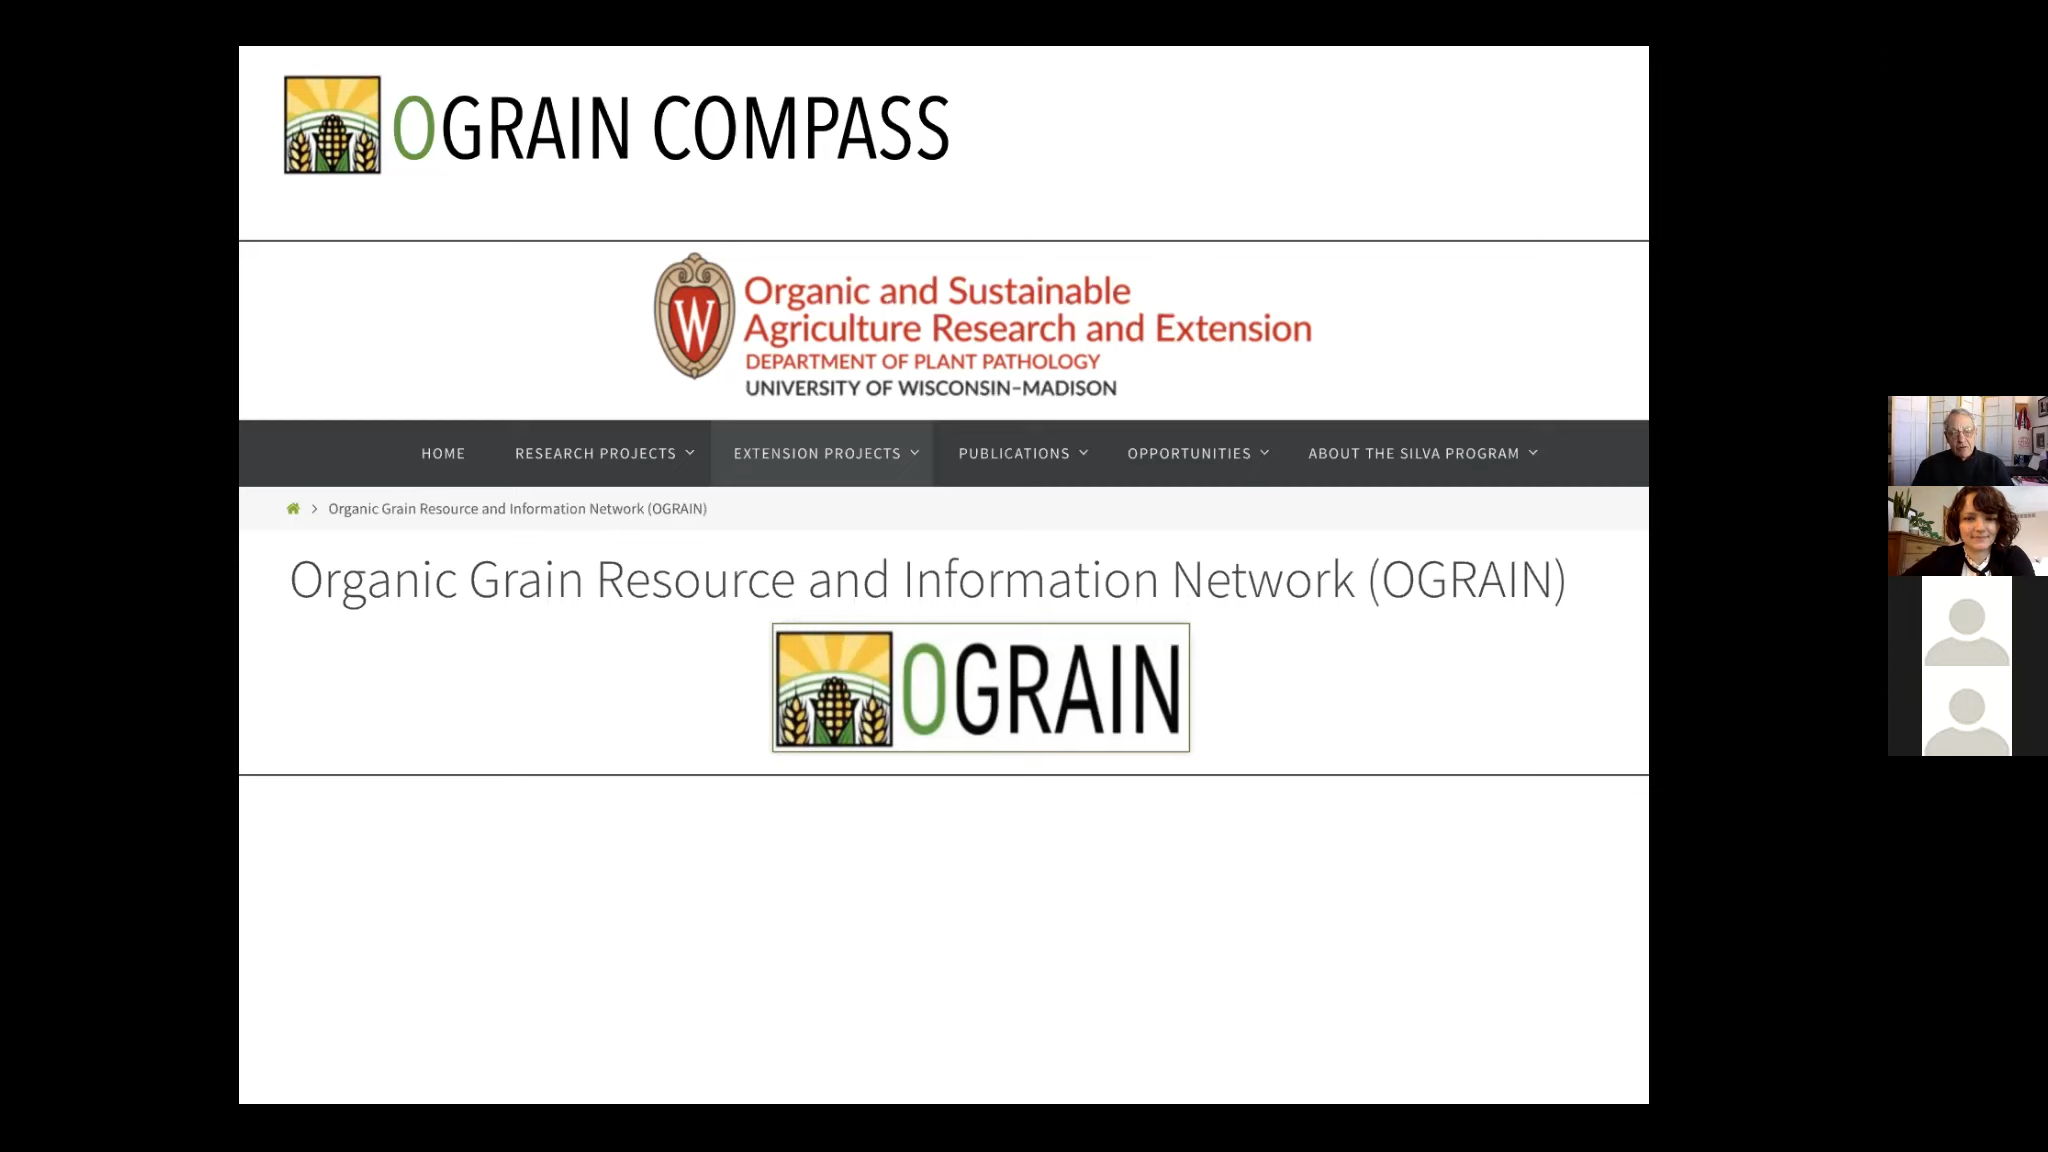 OGRAIN COMPASS
W
Organic and Sustainable
Agriculture Research and Extension
DEPARTMENT OF PLANT PATHOLOGY
UNIVERSITY OF WISCONSIN–MADISON
HOME RESEARCH PROJECTS EXTENSION PROJECTS PUBLICATIONS OPPORTUNITIES ABOUT THE SILVA PROGRAM
Organic Grain Resource and Information Network (OGRAIN)
Organic Grain Resource and Information Network (OGRAIN)
OGRAIN